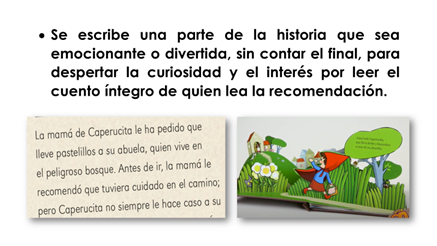 • Se escribe una parte de la historia que sea
emocionante o divertida, sin contar el final, para
despertar la curiosidad y el interés por leer el
cuento íntegro de quien lea la recomendación.
La mamá de Caperucita le ha pedido que
lleve pastelillos a su abuela, quien vive en
el peligroso bosque. Antes de ir, la mamá le
recomendó que tuviera cuidado en el camino;
pero Caperucita no siempre le hace caso a su